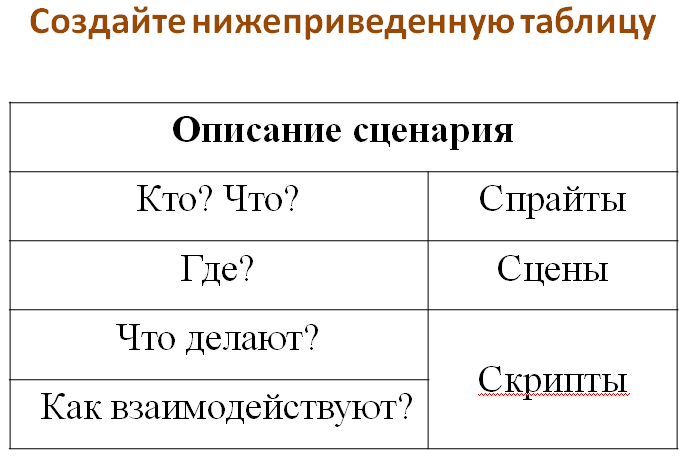 Создайте нижеприведенную таблицу
Описание сценария
Кто? Что?
Спрайты
Где?
Сцены
Что делают?
Скрипты
Как взаимодействуют?